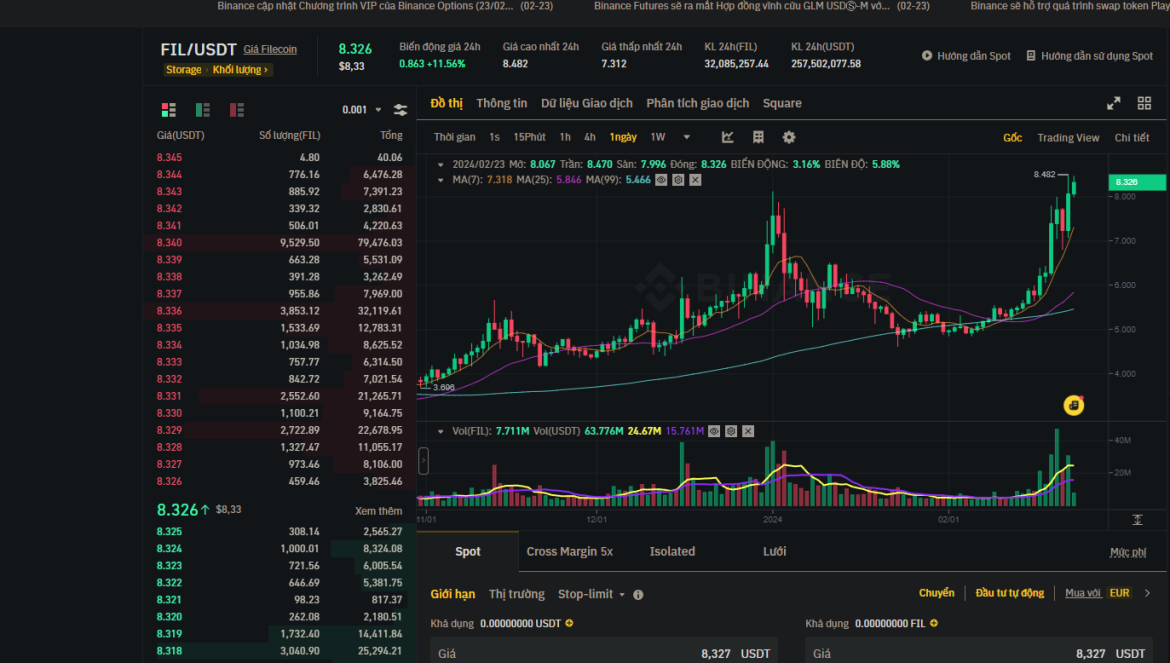 Binance cập nhật Chương trình VIP của Binance Options (23/02... (02-23)
Binance Futures sẽ ra mắt Hợp đồng vĩnh cửu GLM USDⓈ-M vớ... (02-23)
Binance sẽ hỗ trợ quá trình swap token Play
FIL/USDT Giá Filecoin
Storage · Khối lượng
8.326
$8,33
Biến động giá 24h
0.863 +11.56%
Giá cao nhất 24h
8.482
Giá thấp nhất 24h
7.312
KL 24h(FIL)
32,085,257.44
KL 24h(USDT)
257,502,077.58
Hướng dẫn Spot
Hướng dẫn sử dụng Spot
0.001
Giá(USDT) Số lượng(FIL) Tổng
8.345 4.80 40.06
8.344 776.16 6,476.28
8.343 885.92 7,391.23
8.342 339.32 2,830.61
8.341 506.01 4,220.63
8.340 9,529.50 79,476.03
8.339 663.28 5,531.09
8.338 391.28 3,262.49
8.337 955.86 7,969.00
8.336 3,853.12 32,119.61
8.335 1,533.69 12,783.31
8.334 1,034.98 8,625.52
8.333 757.77 6,314.50
8.332 842.72 7,021.54
8.331 2,552.60 21,265.71
8.330 1,100.21 9,164.75
8.329 2,722.89 22,678.95
8.328 1,327.47 11,055.17
8.327 973.46 8,106.00
8.326 459.46 3,825.46
8.326↑ $8,33 Xem thêm
8.325 308.14 2,565.27
8.324 1,000.01 8,324.08
8.323 721.56 6,005.54
8.322 646.69 5,381.75
8.321 98.23 817.37
8.320 262.08 2,180.51
8.319 1,732.40 14,411.84
8.318 3,040.90 25,294.21
Đồ thị Thông tin Dữ liệu Giao dịch Phân tích giao dịch Square
Thời gian 1s 15Phút 1h 4h 1ngày 1W
Gốc Trading View Chi tiết
2024/02/23 Mở: 8.067 Trần: 8.470 Sàn: 7.996 Đóng: 8.326 BIẾN ĐỘNG: 3.16% BIÊN ĐỘ: 5.88%
MA(7): 7.318 MA(25): 5.846 MA(99): 5.466
8.482
8.326
8.000
7.000
6.000
5.000
4.000
3.696
BINANCE
Vol(FIL): 7.711M Vol(USDT) 63.776M 24.67M 15.761M
40M
20M
11/01 12/01 2024 02/01
Spot Cross Margin 5x Isolated Lưới
Mức phí
Giới hạn Thị trường Stop-limit
Chuyển Đầu tư tự động Mua với EUR
Khả dụng 0.00000000 USDT
Khả dụng 0.00000000 FIL
Giá 8,327 USDT
Giá 8,327 USDT